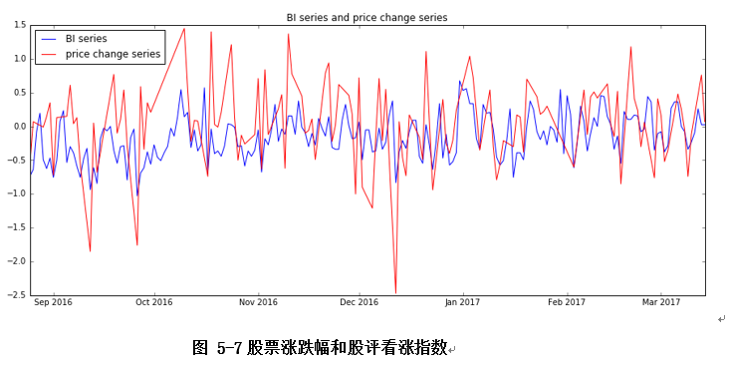 BI series and price change series
BI series
price change series
1.5
1.0
0.5
0.0
−0.5
−1.0
−1.5
−2.0
−2.5
Sep 2016 Oct 2016 Nov 2016 Dec 2016 Jan 2017 Feb 2017 Mar 2017
图 5-7 股票涨跌幅和股评看涨指数